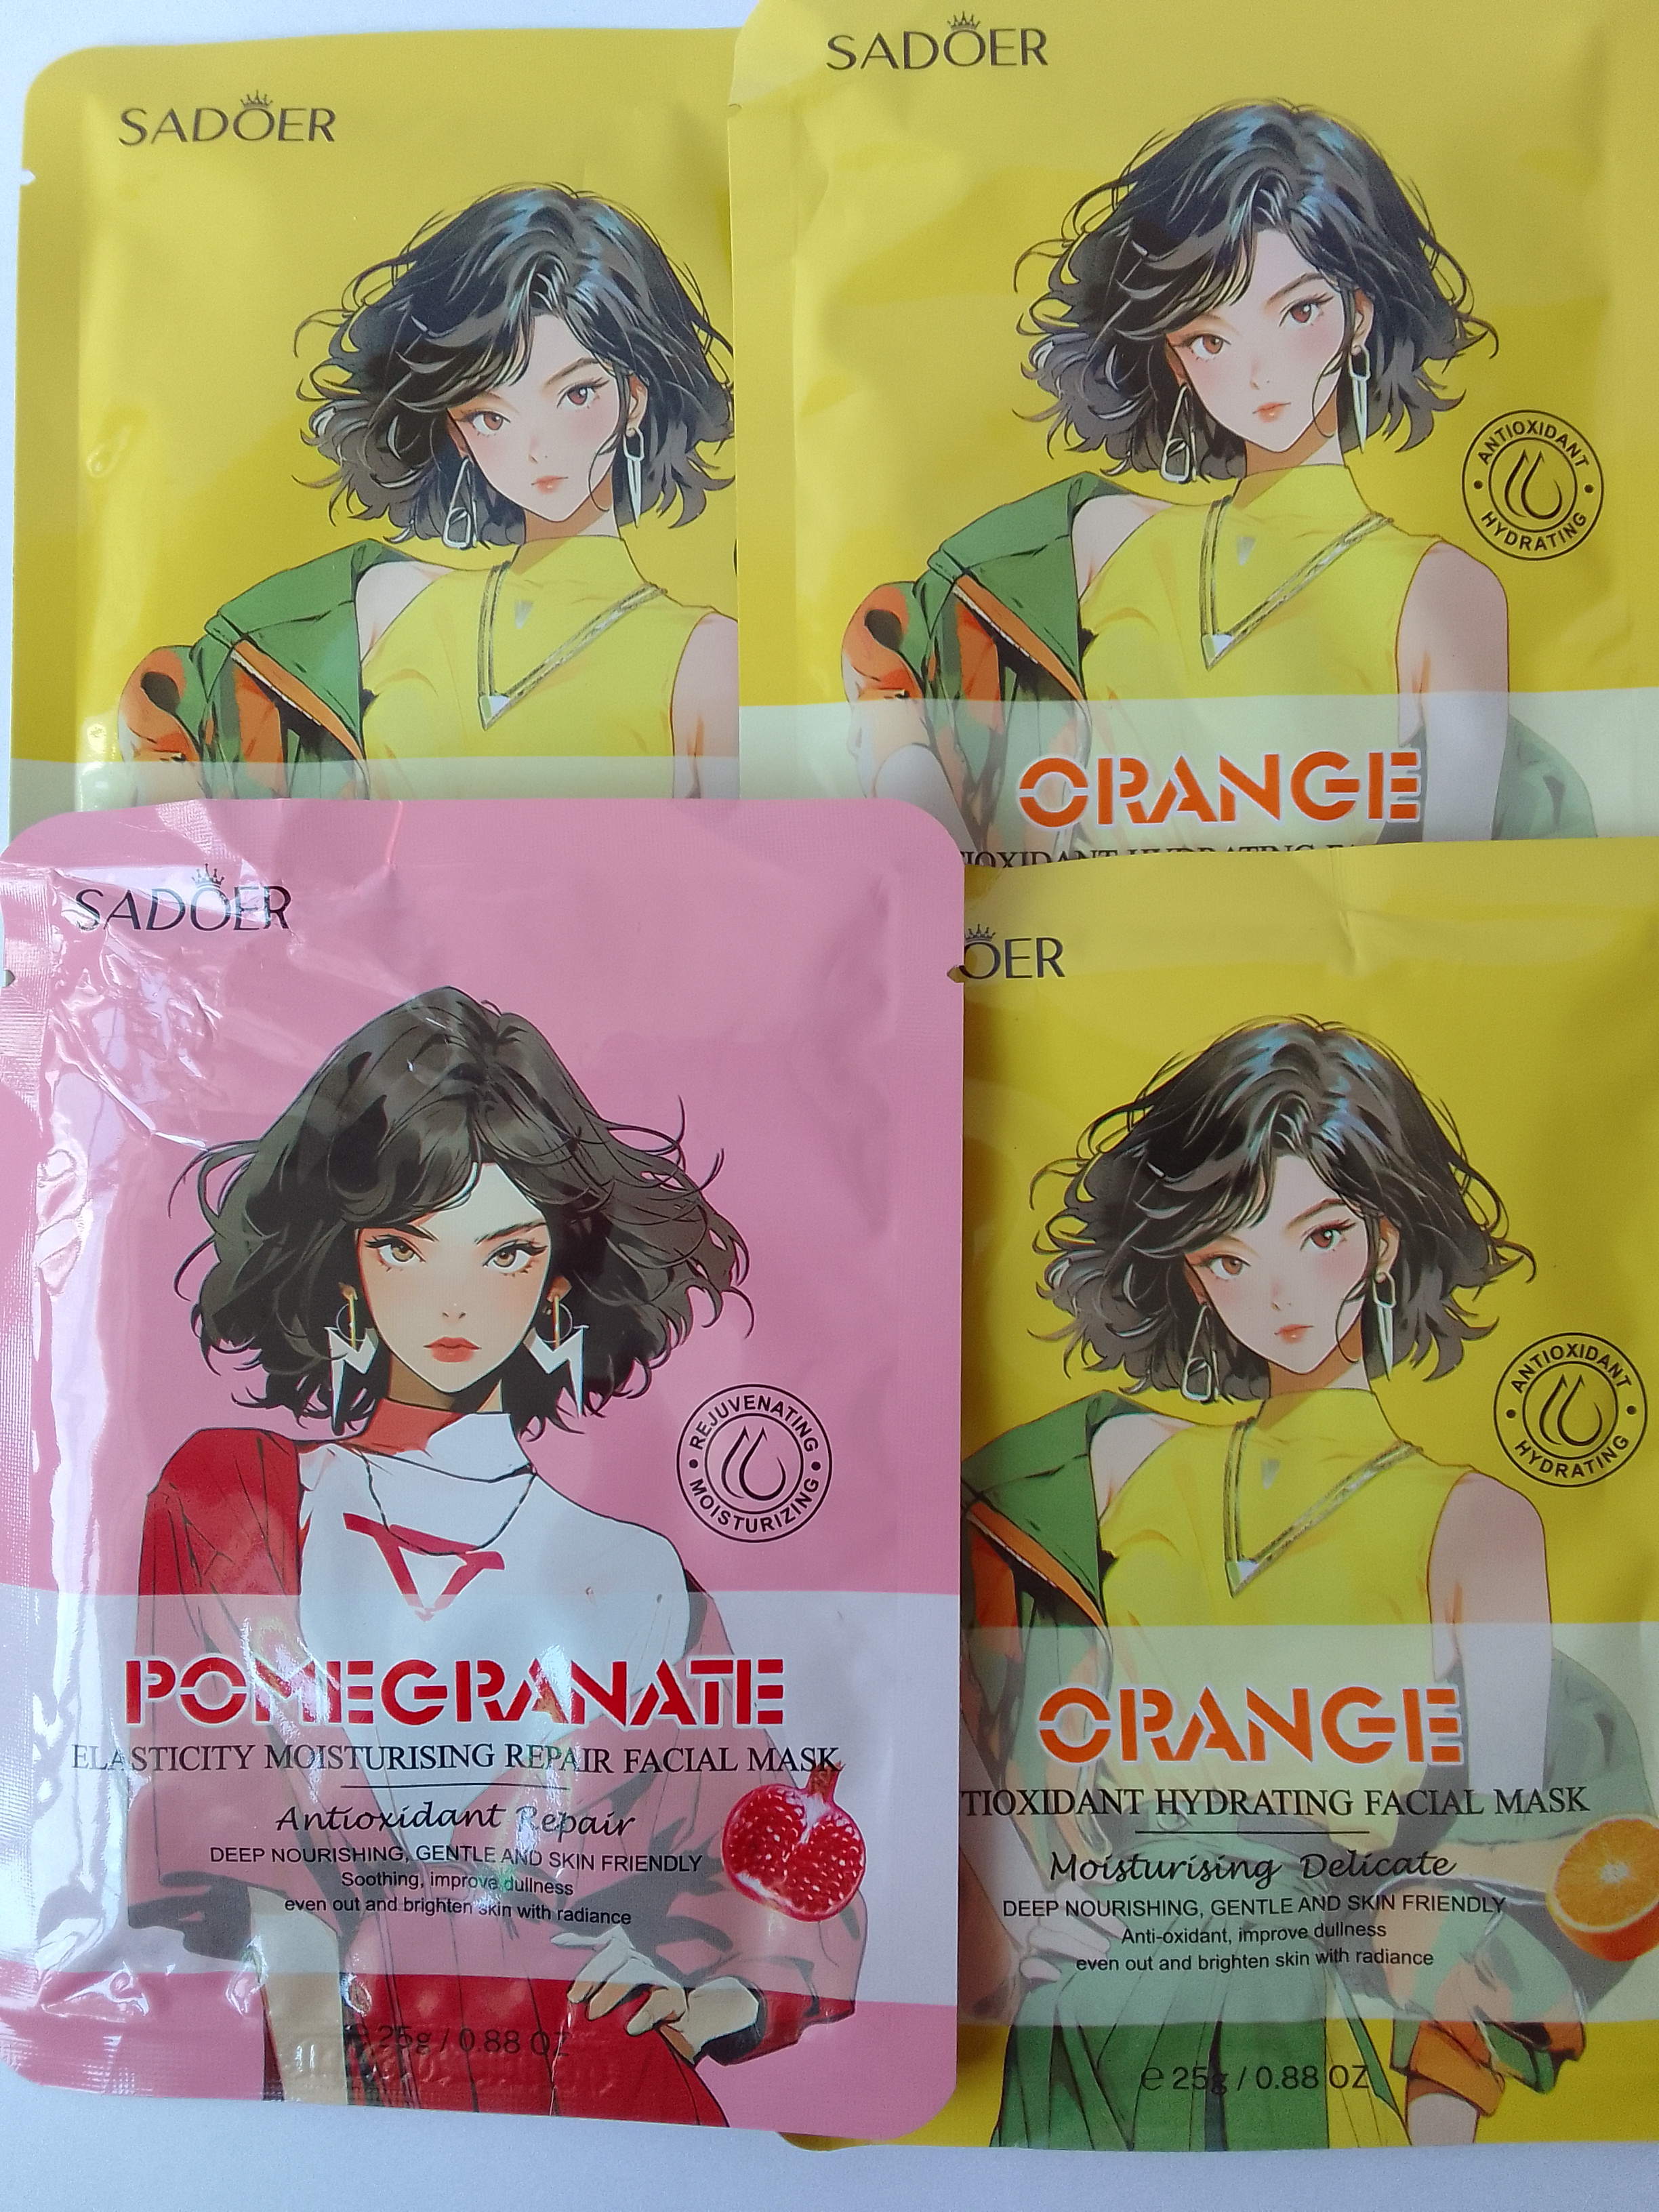 SADOER
SADOER
ANTIOXIDANT
HYDRATING
ORANGE
HYDRATING
SADOER
REJUVENATING
MOISTURIZING
POMEGRANATE
ELASTICITY MOISTURISING REPAIR FACIAL MASK
Antioxidant Repair
DEEP NOURISHING, GENTLE AND SKIN FRIENDLY
Soothing, improve dullness
even out and brighten skin with radiance
℮ 25g / 0.88 OZ
OER
ANTIOXIDANT
HYDRATING
ORANGE
TIOXIDANT HYDRATING FACIAL MASK
Moisturising Delicate
DEEP NOURISHING, GENTLE AND SKIN FRIENDLY
Anti-oxidant, improve dullness
even out and brighten skin with radiance
℮ 25g / 0.88 OZ